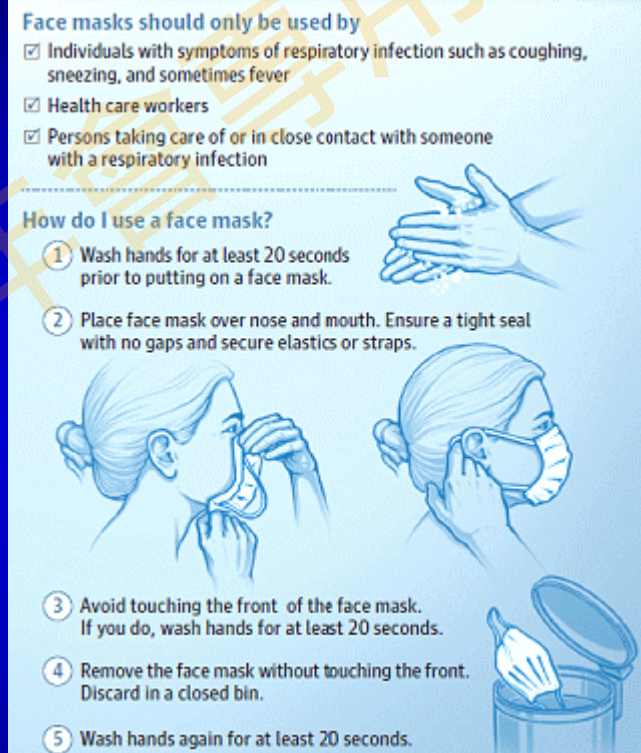 Face masks should only be used by
Individuals with symptoms of respiratory infection such as coughing,
sneezing, and sometimes fever
Health care workers
Persons taking care of or in close contact with someone
with a respiratory infection
How do I use a face mask?
1 Wash hands for at least 20 seconds
prior to putting on a face mask.
2 Place face mask over nose and mouth. Ensure a tight seal
with no gaps and secure elastics or straps.
3 Avoid touching the front of the face mask.
If you do, wash hands for at least 20 seconds.
4 Remove the face mask without touching the front.
Discard in a closed bin.
5 Wash hands again for at least 20 seconds.